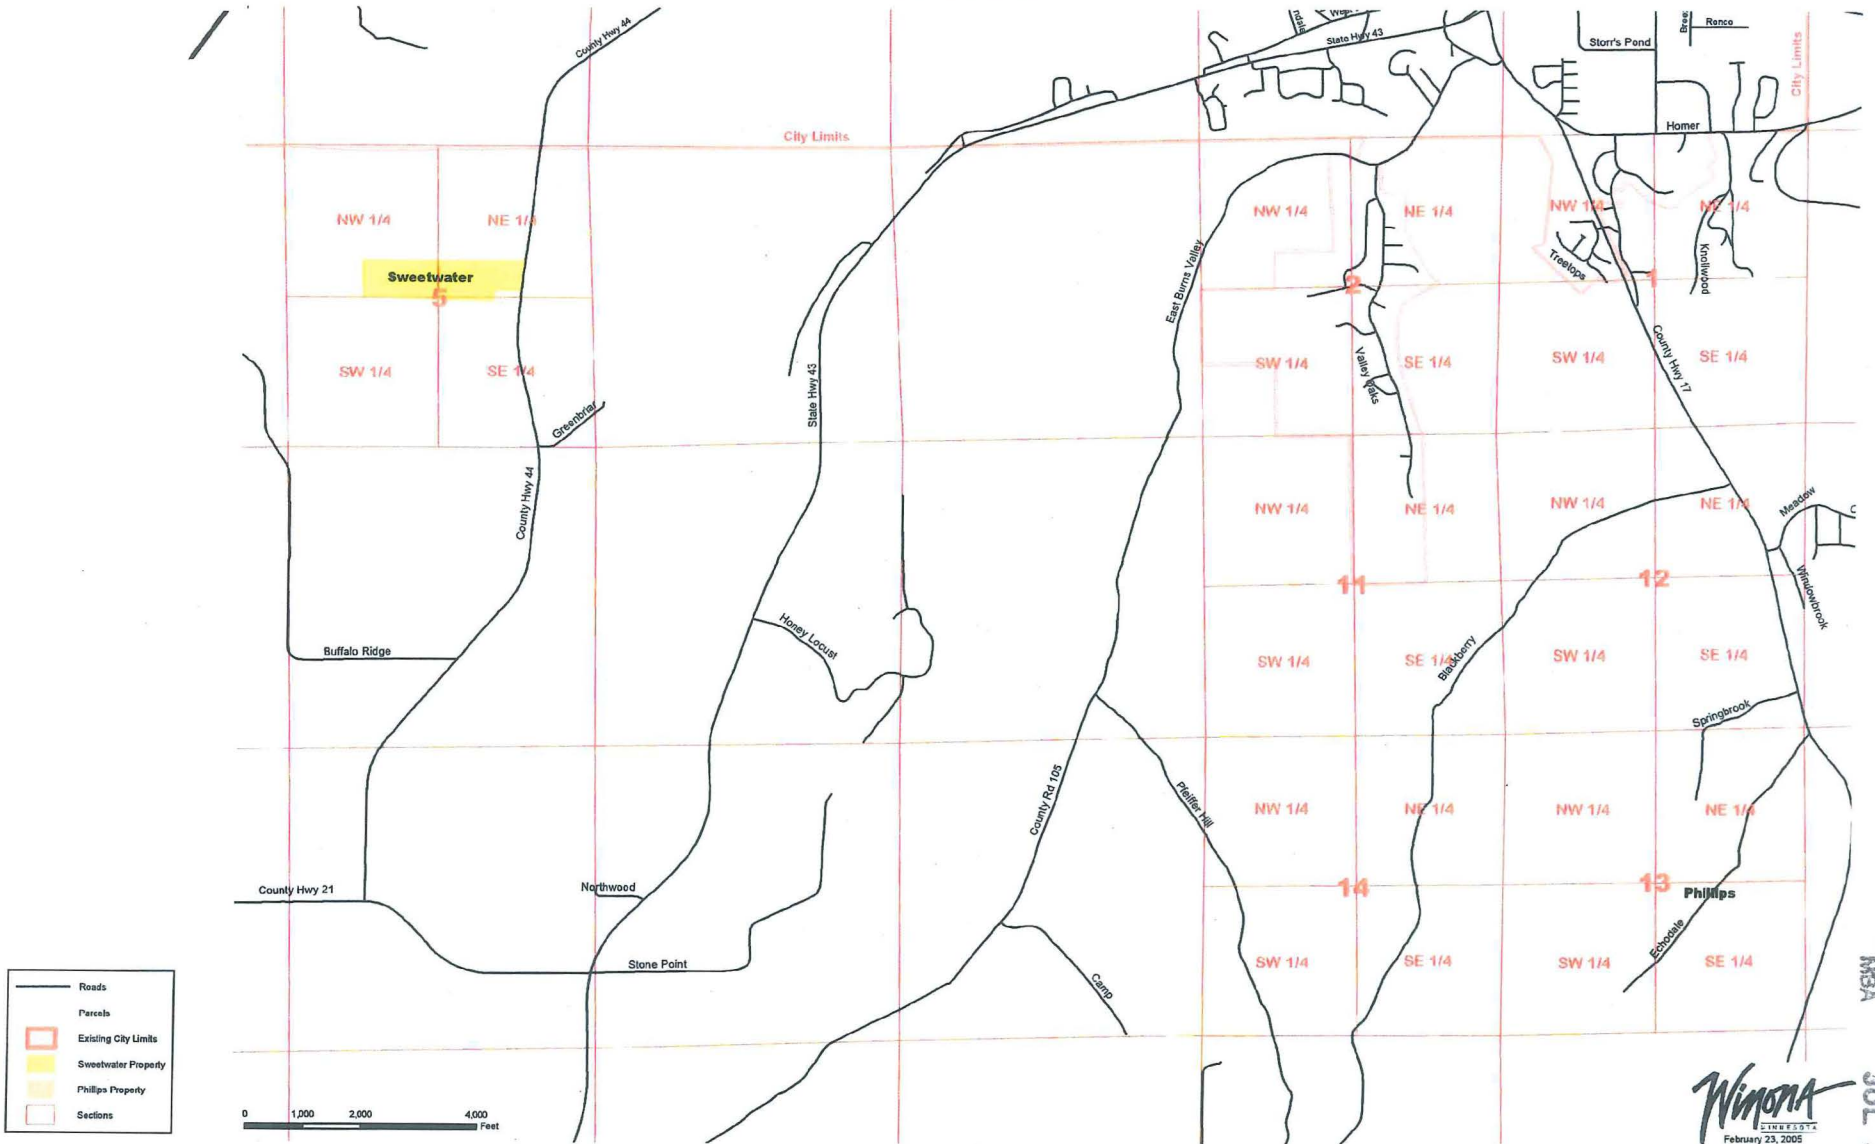 County Hwy 44
State Hwy 43
Storr's Pond
Ronco
City Limits
City Limits
Homer
NW 1/4
NE 1/4
Sweetwater
5
SW 1/4
SE 1/4
Greenbriar
County Hwy 44
Buffalo Ridge
County Hwy 21
State Hwy 43
Honey Locust
Northwood
Stone Point
East Burns Valley
County Rd 105
Pfeiffer Hill
Camp
NW 1/4
NE 1/4
NW 1/4
NE 1/4
Treetops
Knollwood
2
1
SW 1/4
Valley Oaks
SE 1/4
SW 1/4
County Hwy 17
SE 1/4
NW 1/4
NE 1/4
NW 1/4
NE 1/4
Meadow
11
12
Windowbrook
SW 1/4
SE 1/4
Blackberry
SW 1/4
SE 1/4
Springbrook
NW 1/4
NE 1/4
NW 1/4
NE 1/4
14
13
Phillips
Echodale
SW 1/4
SE 1/4
SW 1/4
SE 1/4
Roads
Parcels
Existing City Limits
Sweetwater Property
Phillips Property
Sections
0 1,000 2,000 4,000
Feet
Winona
MINNESOTA
February 23, 2005